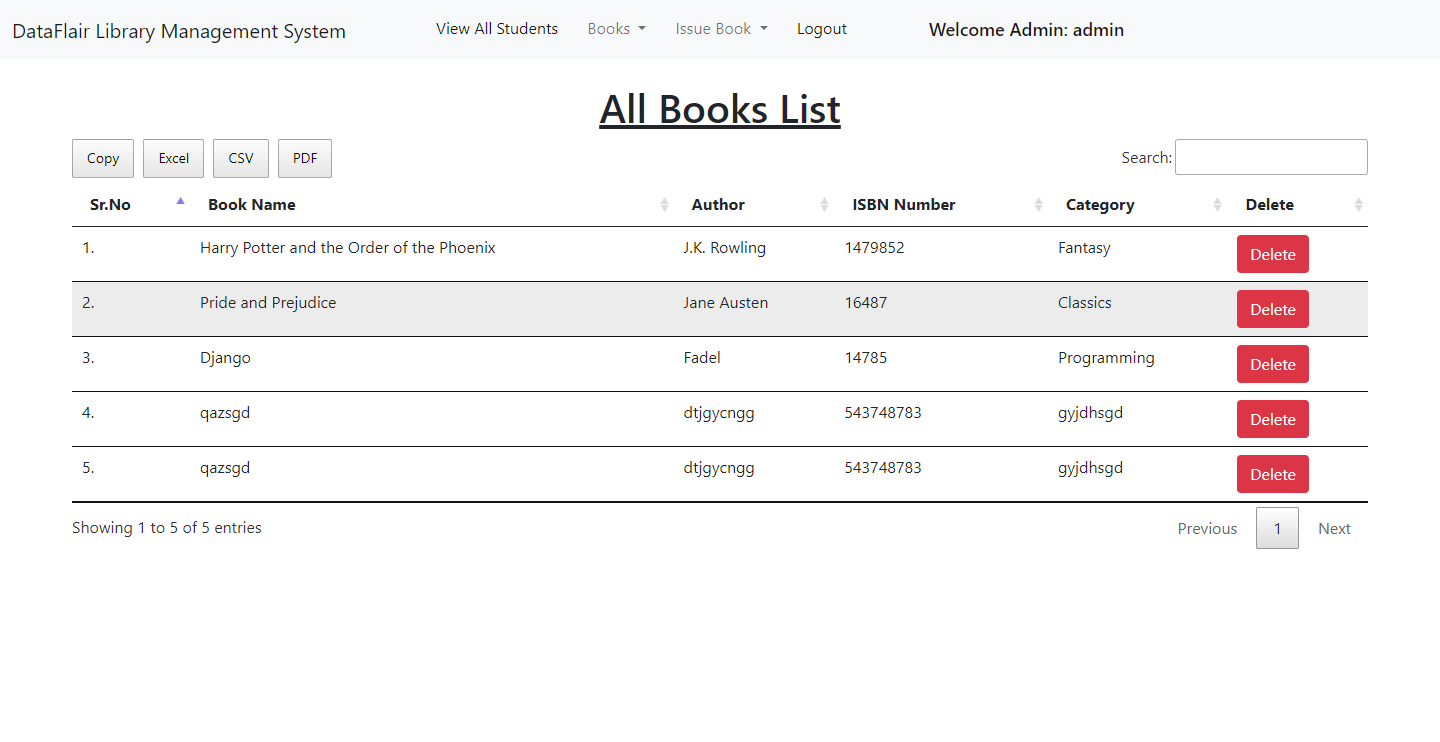 DataFlair Library Management System View All Students Books Issue Book Logout Welcome Admin: admin
All Books List
Copy Excel CSV PDF Search:
Sr.No Book Name Author ISBN Number Category Delete
1. Harry Potter and the Order of the Phoenix J.K. Rowling 1479852 Fantasy Delete
2. Pride and Prejudice Jane Austen 16487 Classics Delete
3. Django Fadel 14785 Programming Delete
4. qazsgd dtjgycngg 543748783 gyjdhsgd Delete
5. qazsgd dtjgycngg 543748783 gyjdhsgd Delete
Showing 1 to 5 of 5 entries Previous 1 Next